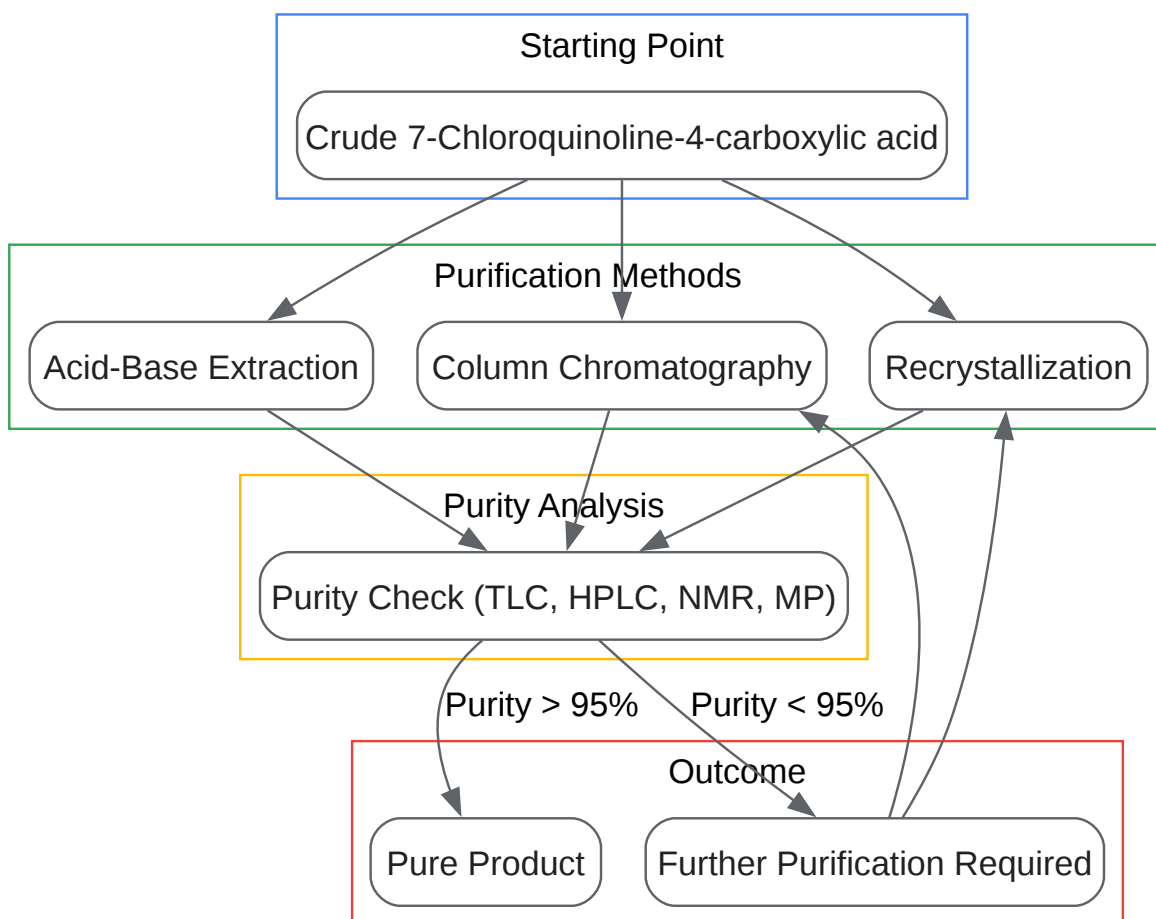 Starting Point
Crude 7-Chloroquinoline-4-carboxylic acid
Purification Methods
Acid-Base Extraction
Column Chromatography
Recrystallization
Purity Analysis
Purity Check (TLC, HPLC, NMR, MP)
Purity > 95%
Purity < 95%
Outcome
Pure Product
Further Purification Required